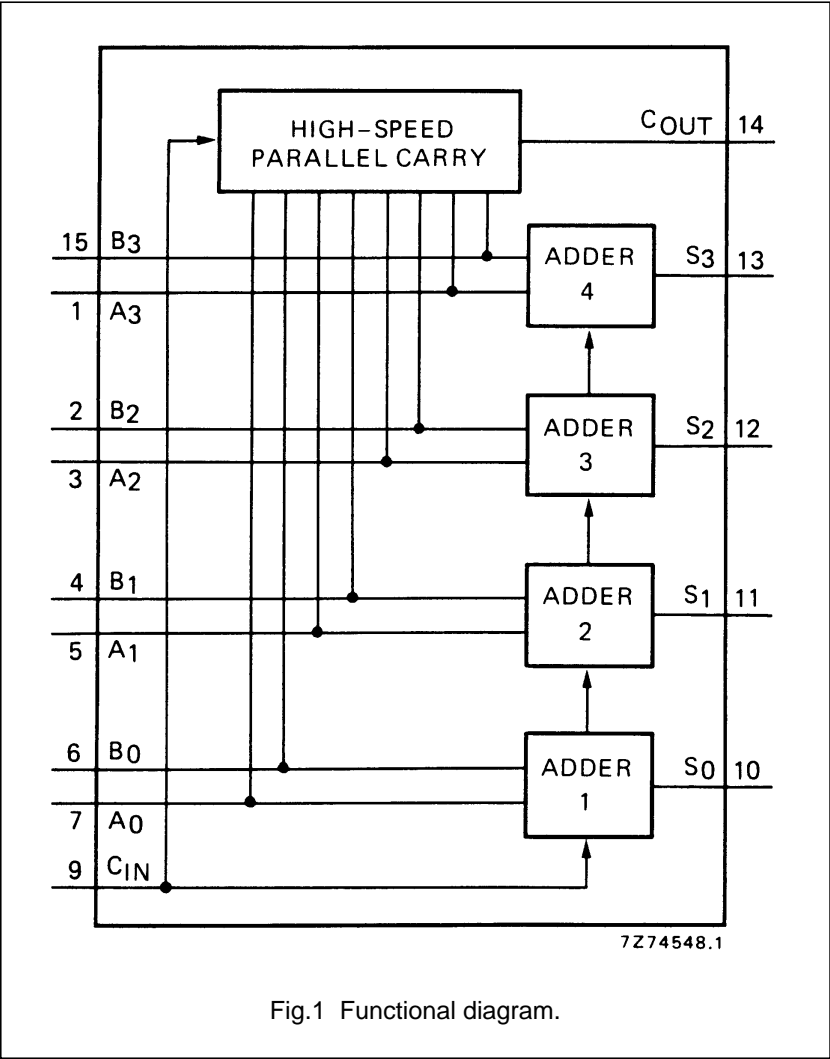 HIGH–SPEED
PARALLEL CARRY
COUT 14
15 B3
1 A3
ADDER
4
S3 13
2 B2
3 A2
ADDER
3
S2 12
4 B1
5 A1
ADDER
2
S1 11
6 B0
7 A0
ADDER
1
S0 10
9 CIN
7Z74548.1
Fig.1 Functional diagram.